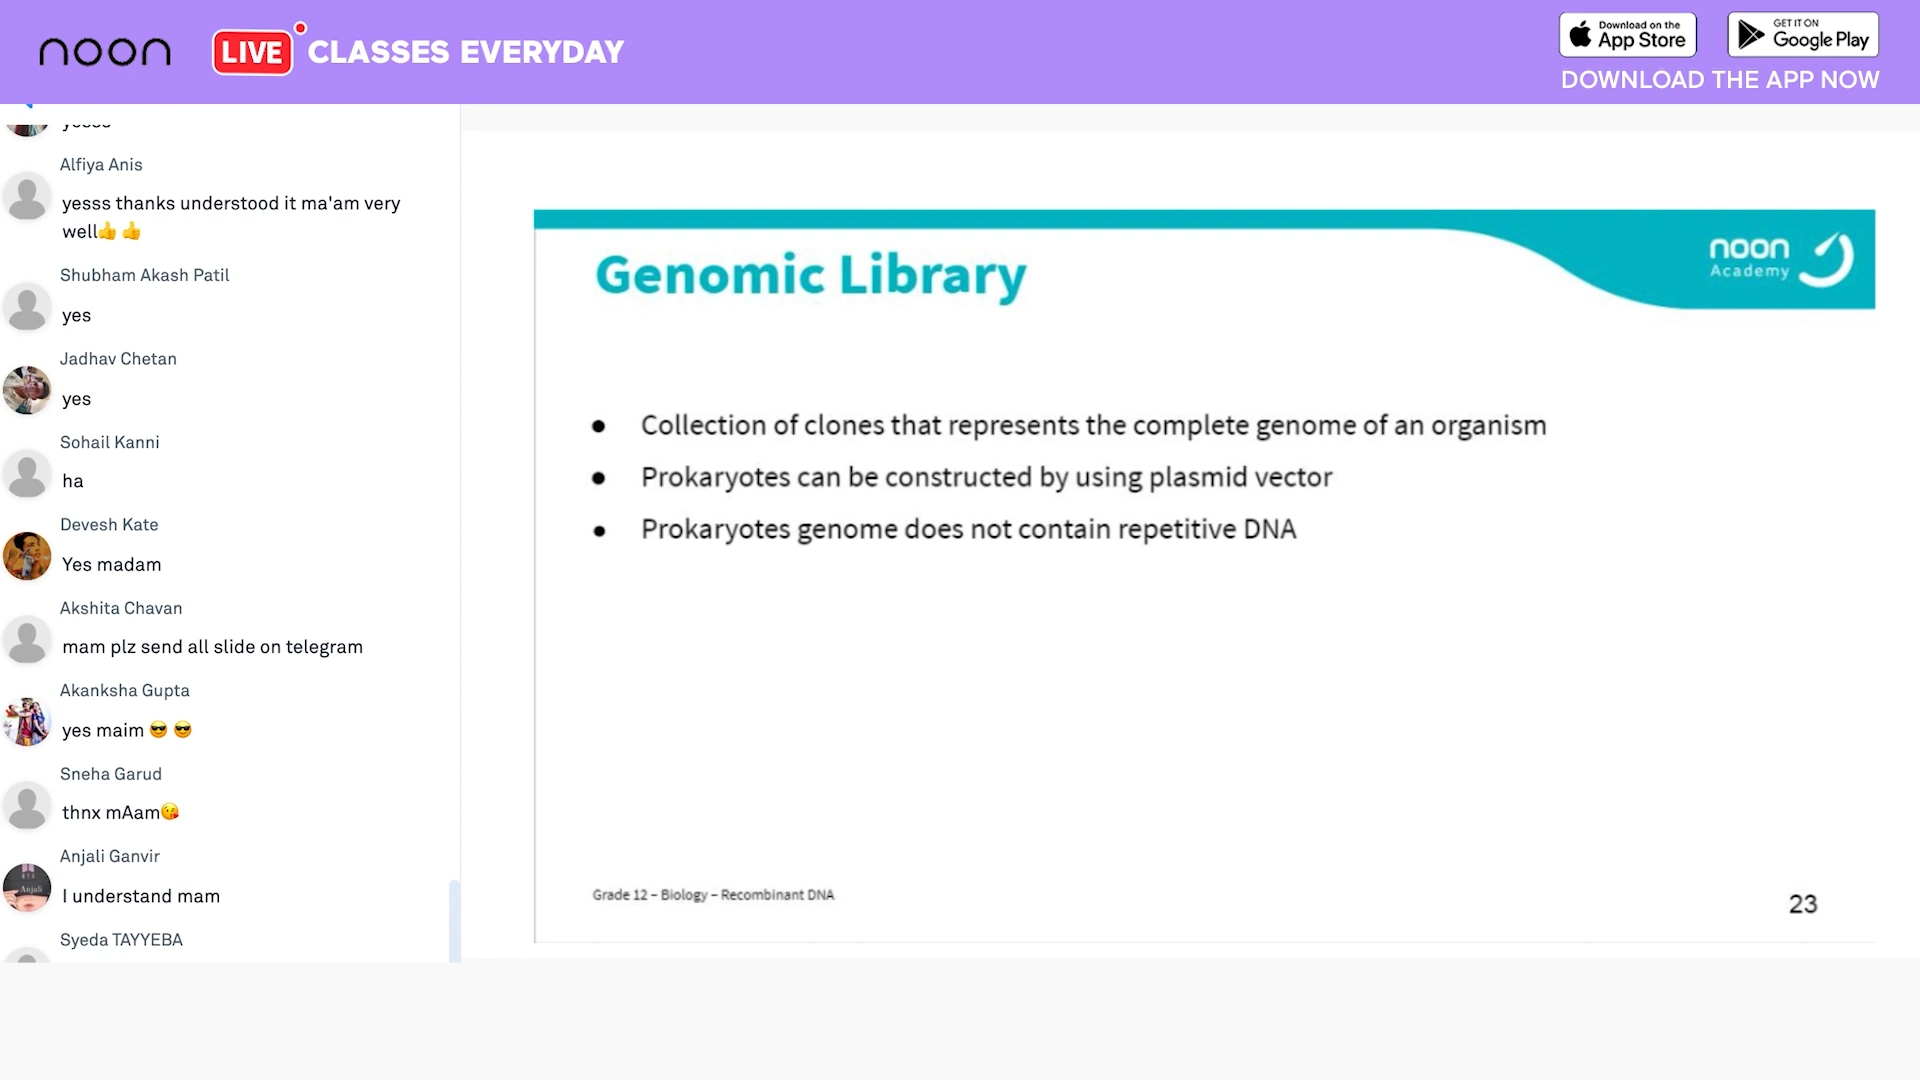 noon LIVE CLASSES EVERYDAY
Download on the
App Store
GET IT ON
Google Play
DOWNLOAD THE APP NOW
Alfiya Anis
yesss thanks understood it ma'am very
well👍 👍
Shubham Akash Patil
yes
Jadhav Chetan
yes
Sohail Kanni
ha
Devesh Kate
Yes madam
Akshita Chavan
mam plz send all slide on telegram
Akanksha Gupta
yes maim 😎 😎
Sneha Garud
thnx mAam😘
Anjali Ganvir
Anjali
I understand mam
Syeda TAYYEBA
noon
Academy
Genomic Library
● Collection of clones that represents the complete genome of an organism
● Prokaryotes can be constructed by using plasmid vector
● Prokaryotes genome does not contain repetitive DNA
Grade 12 – Biology – Recombinant DNA
23